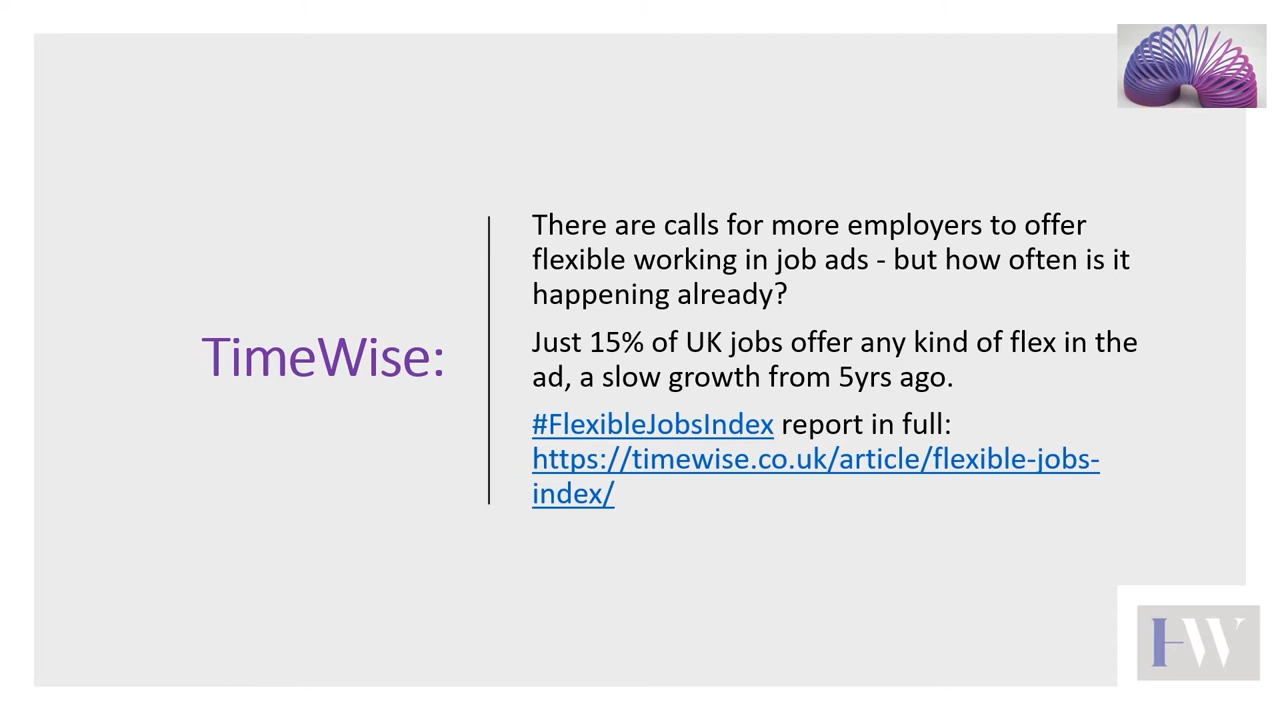 TimeWise:
There are calls for more employers to offer
flexible working in job ads - but how often is it
happening already?
Just 15% of UK jobs offer any kind of flex in the
ad, a slow growth from 5yrs ago.
#FlexibleJobsIndex report in full:
https://timewise.co.uk/article/flexible-jobs-
index/
HW